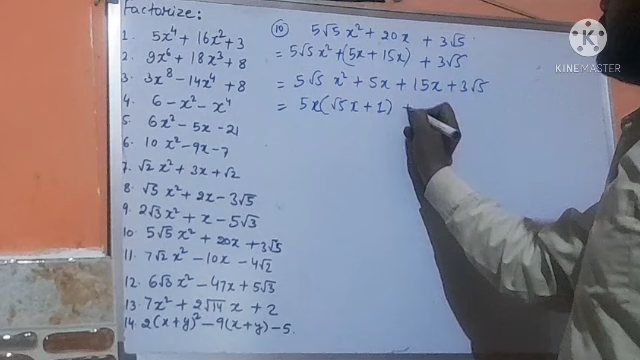 Factorize:
1. 5x⁴ + 16x² + 3
2. 9x⁶ + 18x³ + 8
3. 3x⁸ - 14x⁴ + 8
4. 6 - x² - x⁴
5. 6x² - 5x - 21
6. 10x² - 9x - 7
7. √2 x² + 3x + √2
8. √3 x² + 2x - 3√5
9. 2√3 x² + x - 5√3
10. 5√5 x² + 20x + 3√5
11. 7√2 x² - 10x - 4√2
12. 6√3 x² - 47x + 5√3
13. 7x² + 2√14 x + 2
14. 2(x+y)² - 9(x+y) - 5.
(10) 5√5 x² + 20x + 3√5
= 5√5 x² + (5x + 15x) + 3√5
= 5√5 x² + 5x + 15x + 3√5
= 5x(√5x + 1) +
KINEMASTER